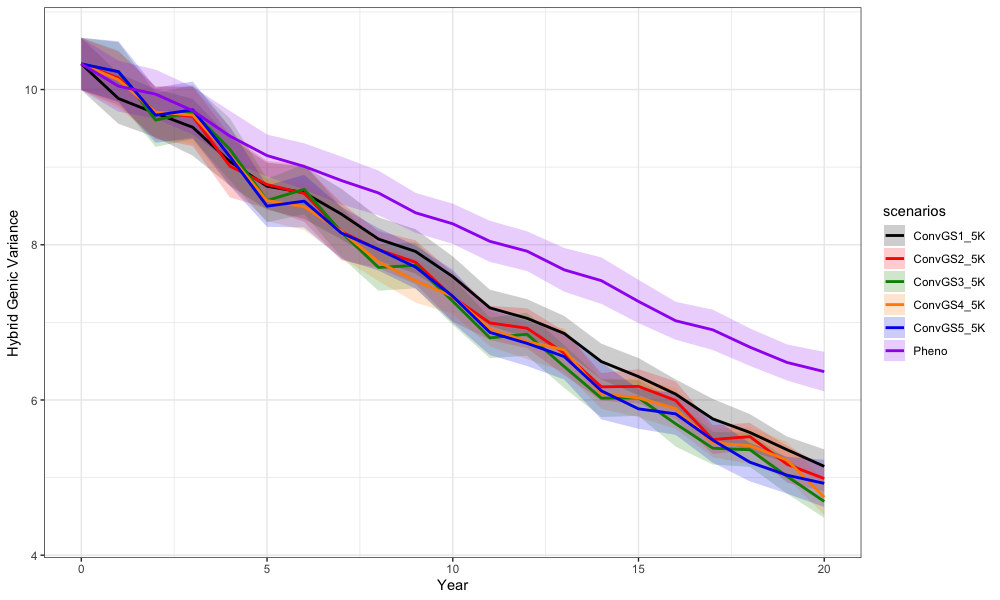 Hybrid Genic Variance
10
8
6
4
0
5
10
15
20
Year
scenarios
ConvGS1_5K
ConvGS2_5K
ConvGS3_5K
ConvGS4_5K
ConvGS5_5K
Pheno